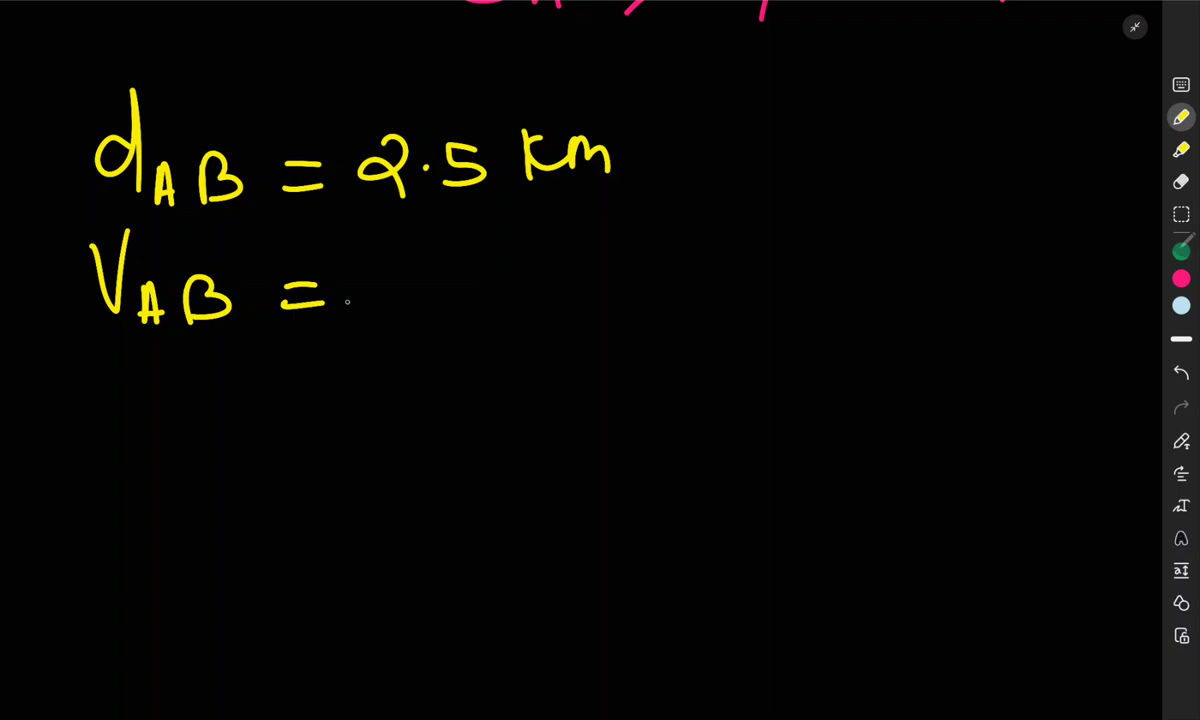 dAB = 2.5 km
VAB =